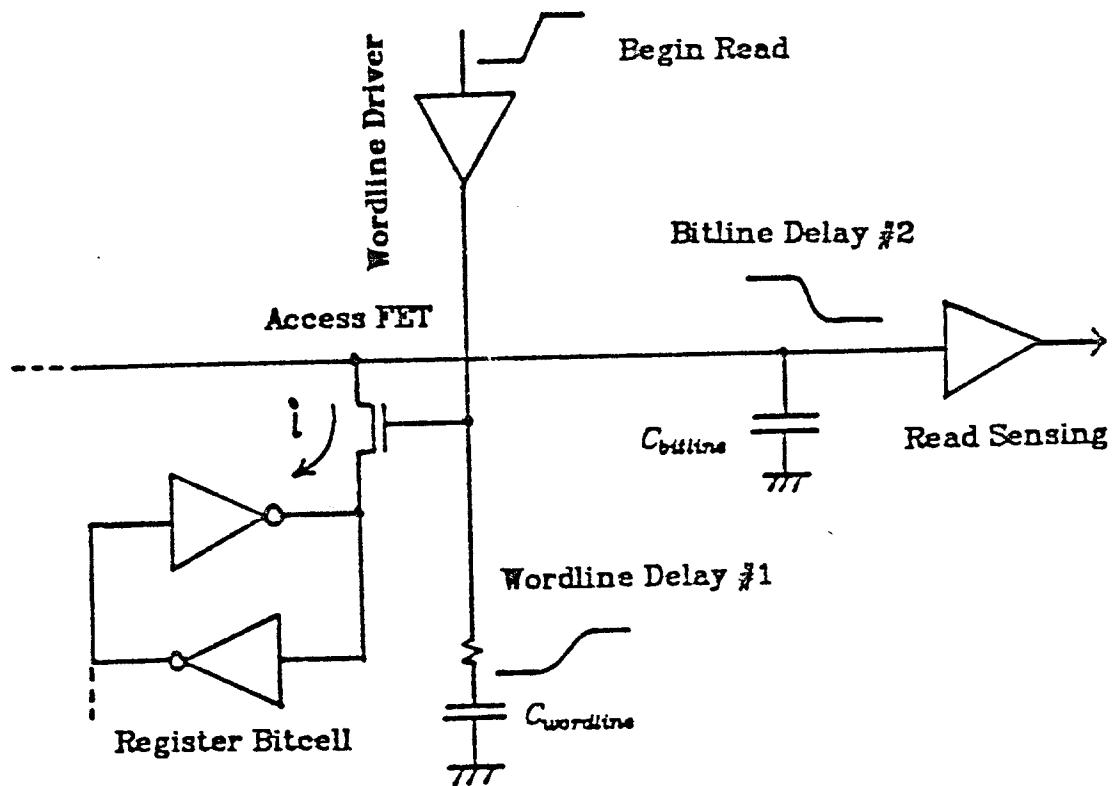 Begin Read
Wordline Driver
Bitline Delay #2
Access FET
i
C_bitline
Read Sensing
Wordline Delay #1
C_wordline
Register Bitcell